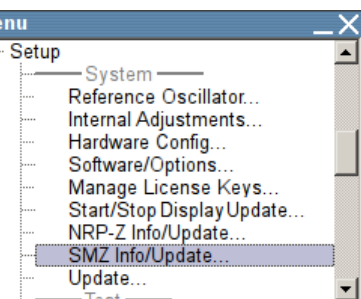 enu
Setup
System
Reference Oscillator...
Internal Adjustments...
Hardware Config...
Software/Options...
Manage License Keys...
Start/Stop Display Update...
NRP-Z Info/Update...
SMZ Info/Update...
Update...
Test